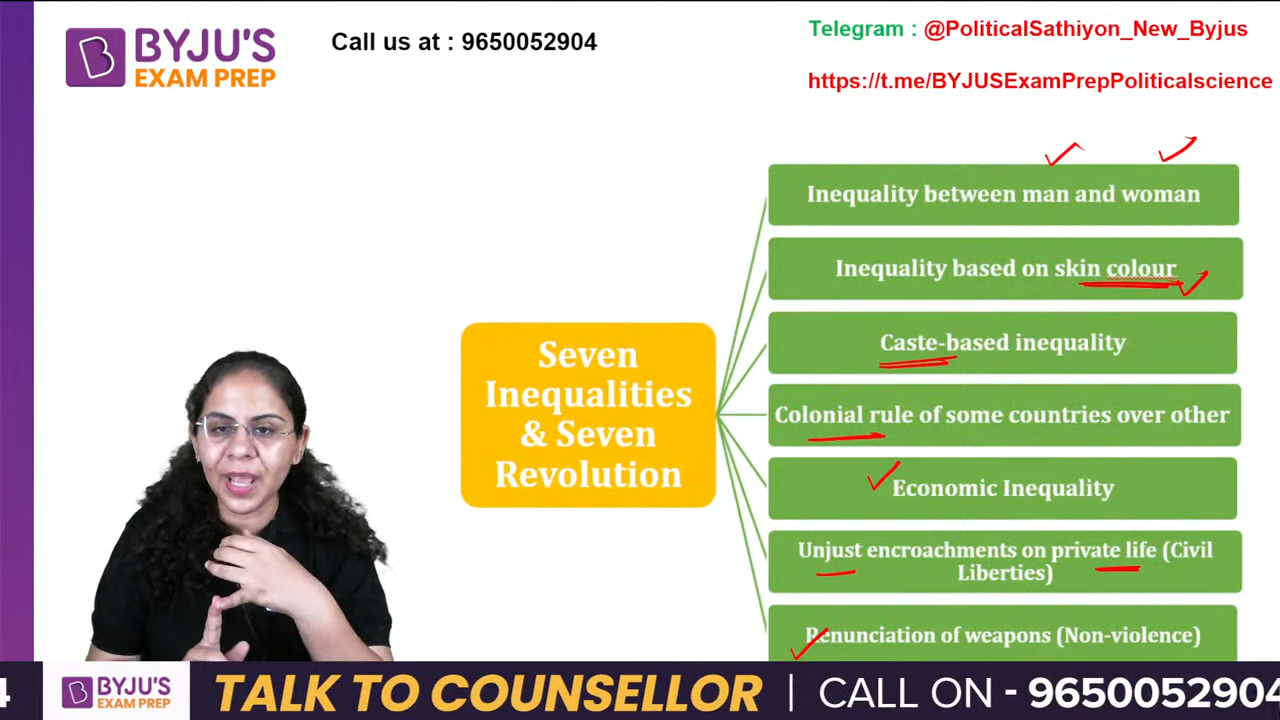 BYJU'S
EXAM PREP
Call us at : 9650052904
Telegram : @PoliticalSathiyon_New_Byjus
https://t.me/BYJUSExamPrepPoliticalscience
Seven
Inequalities
& Seven
Revolution
Inequality between man and woman
Inequality based on skin colour
Caste-based inequality
Colonial rule of some countries over other
Economic Inequality
Unjust encroachments on private life (Civil
Liberties)
Renunciation of weapons (Non-violence)
4
BYJU'S
EXAM PREP
TALK TO COUNSELLOR | CALL ON - 9650052904